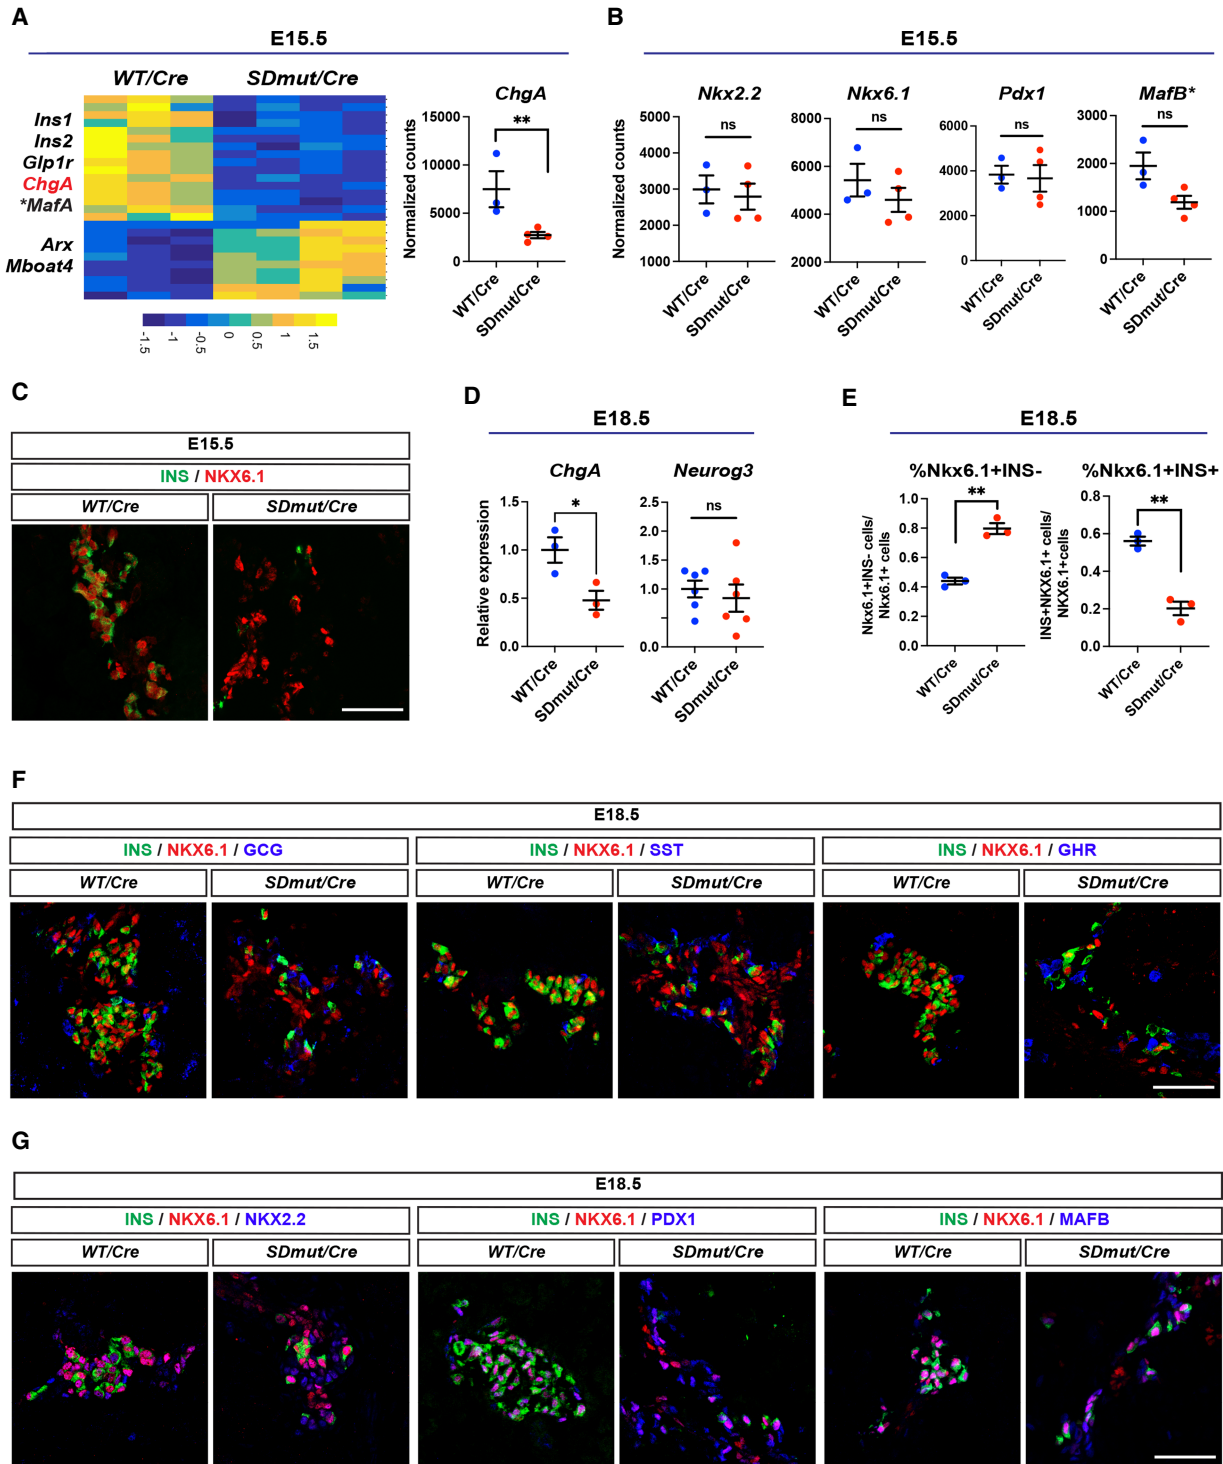 A
E15.5
WT/Cre SDmut/Cre
Ins1
Ins2
Glp1r
ChgA
*MafA
Arx
Mboat4
-1.5 -1 -0.5 0 0.5 1 1.5
ChgA
**
Normalized counts
15000
10000
5000
0
WT/Cre SDmut/Cre
B
E15.5
Nkx2.2
ns
Normalized counts
5000
4000
3000
2000
1000
WT/Cre SDmut/Cre
Nkx6.1
ns
8000
6000
4000
2000
WT/Cre SDmut/Cre
Pdx1
ns
6000
4000
2000
0
WT/Cre SDmut/Cre
MafB*
ns
3000
2000
1000
0
WT/Cre SDmut/Cre
C
E15.5
INS / NKX6.1
WT/Cre SDmut/Cre
D
E18.5
ChgA
*
Relative expression
1.5
1.0
0.5
0.0
WT/Cre SDmut/Cre
Neurog3
ns
2.5
2.0
1.5
1.0
0.5
0.0
WT/Cre SDmut/Cre
E
E18.5
%Nkx6.1+INS-
**
Nkx6.1+INS- cells/
Nkx6.1+ cells
1.0
0.8
0.6
0.4
0.2
0.0
WT/Cre SDmut/Cre
%Nkx6.1+INS+
**
INS+NKX6.1+ cells/
NKX6.1+cells
0.8
0.6
0.4
0.2
0.0
WT/Cre SDmut/Cre
F
E18.5
INS / NKX6.1 / GCG
WT/Cre SDmut/Cre
INS / NKX6.1 / SST
WT/Cre SDmut/Cre
INS / NKX6.1 / GHR
WT/Cre SDmut/Cre
G
E18.5
INS / NKX6.1 / NKX2.2
WT/Cre SDmut/Cre
INS / NKX6.1 / PDX1
WT/Cre SDmut/Cre
INS / NKX6.1 / MAFB
WT/Cre SDmut/Cre